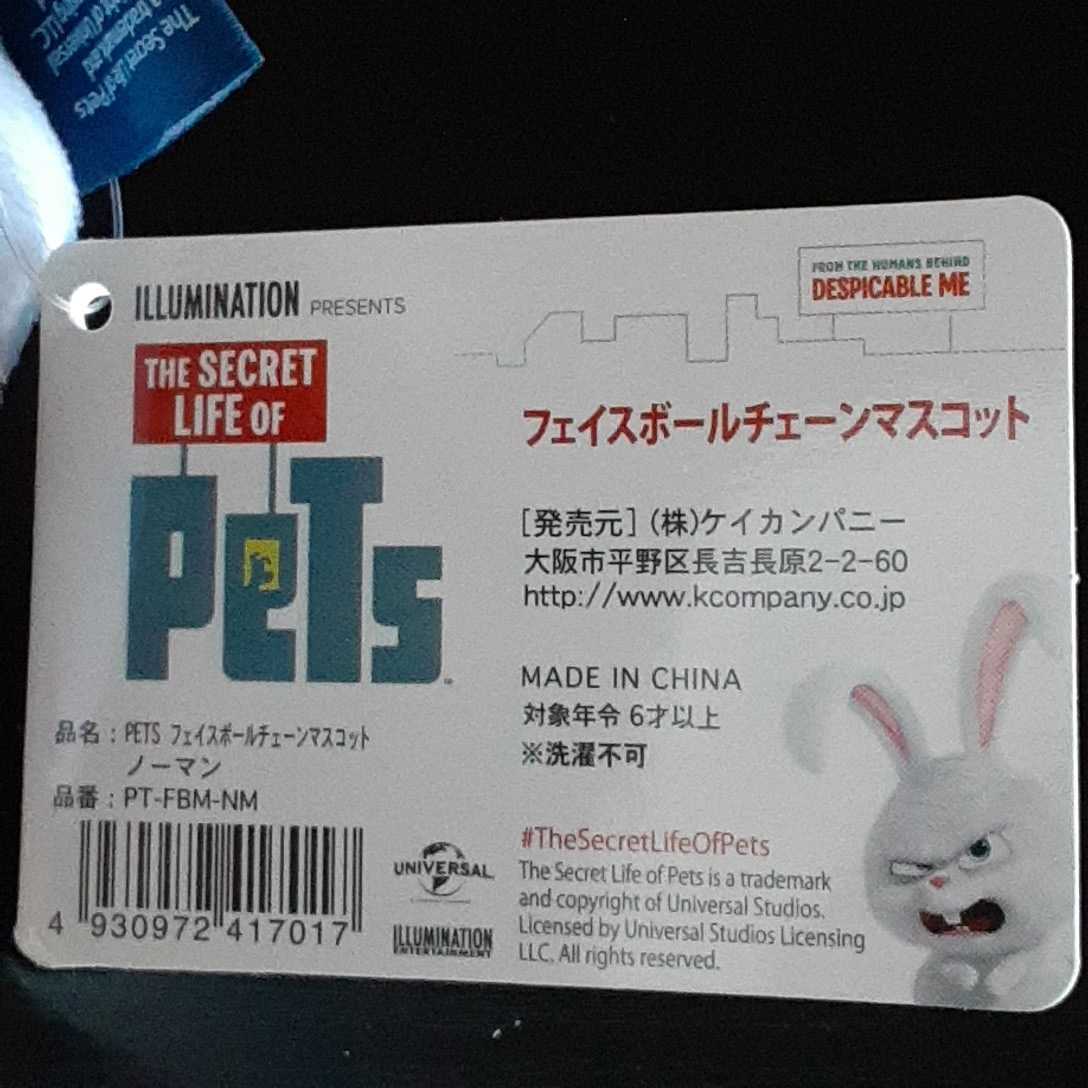 The Secret Life of Pets
ILLUMINATION PRESENTS
THE SECRET
LIFE OF
PeTs
FROM THE HUMANS BEHIND
DESPICABLE ME
フェイスボールチェーンマスコット
[発売元] (株)ケイカンパニー
大阪市平野区長吉長原2-2-60
http://www.kcompany.co.jp
MADE IN CHINA
対象年令 6才以上
※洗濯不可
品名:PETS フェイスボールチェーンマスコット
ノーマン
品番:PT-FBM-NM
4 930972 417017
UNIVERSAL
ILLUMINATION
ENTERTAINMENT
#TheSecretLifeOfPets
The Secret Life of Pets is a trademark
and copyright of Universal Studios.
Licensed by Universal Studios Licensing
LLC. All rights reserved.